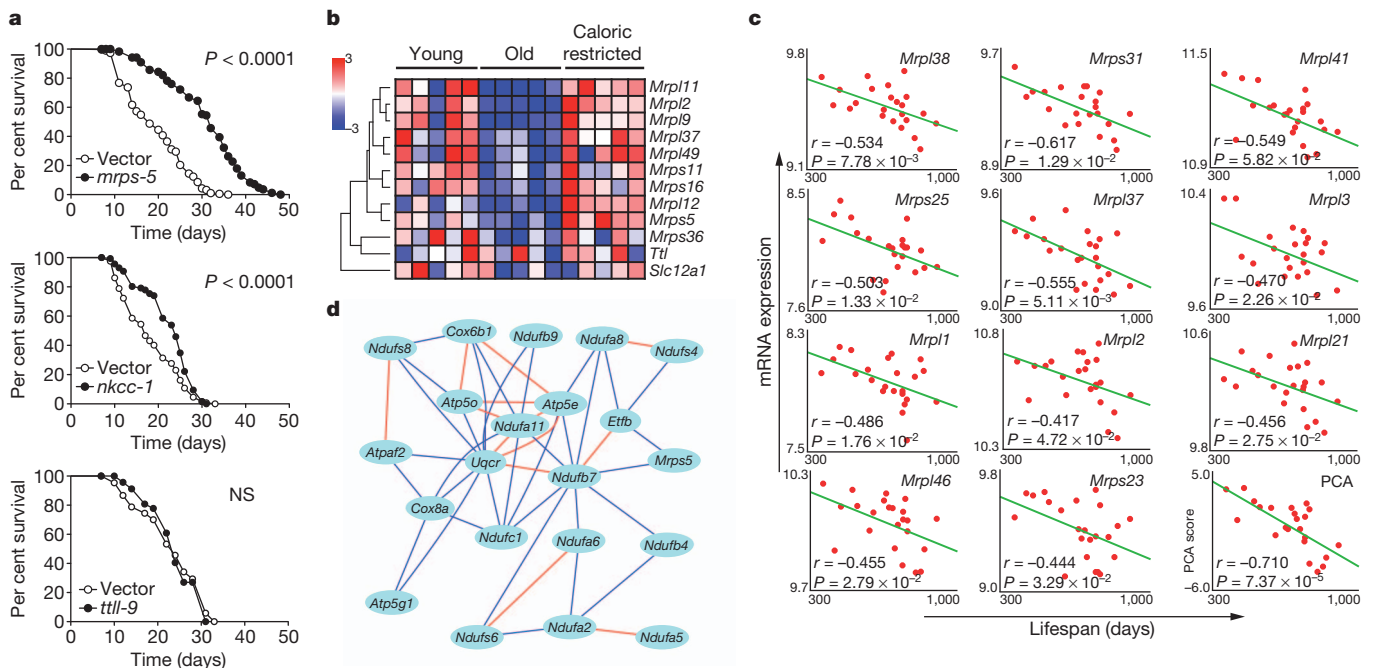 a
Per cent survival
100
80
60
40
20
0
P < 0.0001
Vector
mrps-5
0 10 20 30 40 50
Time (days)
Per cent survival
100
80
60
40
20
0
P < 0.0001
Vector
nkcc-1
0 10 20 30 40 50
Time (days)
Per cent survival
100
80
60
40
20
0
NS
Vector
ttll-9
0 10 20 30 40 50
Time (days)
b
3
–3
Young Old Caloric
restricted
Mrpl11
Mrpl2
Mrpl9
Mrpl37
Mrpl49
Mrps11
Mrps16
Mrpl12
Mrps5
Mrps36
Ttl
Slc12a1
d
Cox6b1
Ndufb9
Ndufa8
Ndufs8
Ndufs4
Atp5o
Atp5e
Ndufa11
Etfb
Atpaf2
Uqcr
Mrps5
Ndufb7
Cox8a
Ndufc1
Ndufa6
Ndufb4
Atp5g1
Ndufs6
Ndufa2
Ndufa5
c
mRNA expression
9.8
Mrpl38
r = –0.534
P = 7.78 × 10–3
9.1
300 1,000
9.7
Mrps31
r = –0.617
P = 1.29 × 10–2
8.9
300 1,000
11.5
Mrpl41
r = –0.549
P = 5.82 × 10–2
10.9
300 1,000
8.5
Mrps25
r = –0.503
P = 1.33 × 10–2
7.6
300 1,000
9.6
Mrpl37
r = –0.555
P = 5.11 × 10–3
9.0
300 1,000
10.4
Mrpl3
r = –0.470
P = 2.26 × 10–2
9.6
300 1,000
8.3
Mrpl1
r = –0.486
P = 1.76 × 10–2
7.5
300 1,000
10.8
Mrpl2
r = –0.417
P = 4.72 × 10–2
10.3
300 1,000
10.6
Mrpl21
r = –0.456
P = 2.75 × 10–2
9.8
300 1,000
10.3
Mrpl46
r = –0.455
P = 2.79 × 10–2
9.7
300 1,000
9.8
Mrps23
r = –0.444
P = 3.29 × 10–2
9.0
300 1,000
5.0
PCA
PCA score
r = –0.710
P = 7.37 × 10–5
–6.0
300 1,000
Lifespan (days)